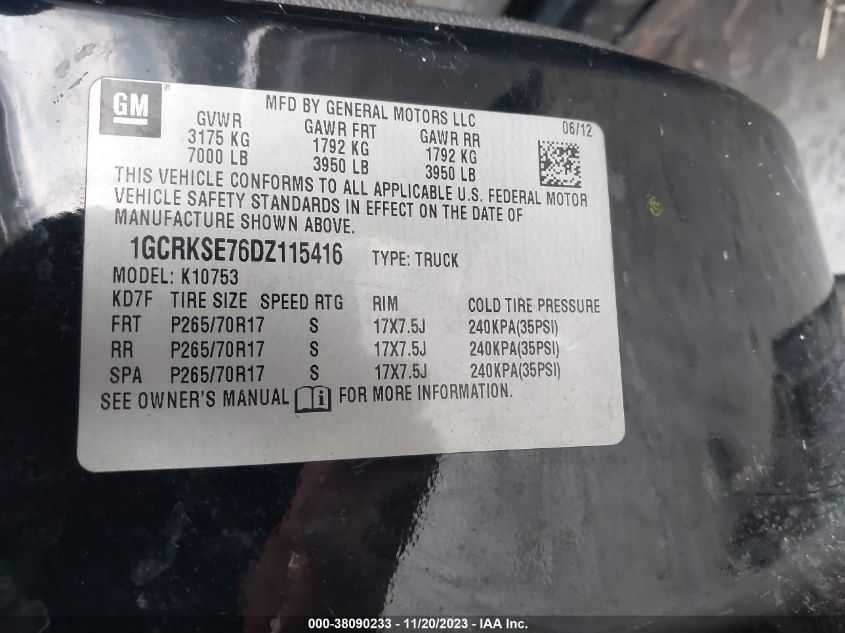 GM ®
MFD BY GENERAL MOTORS LLC
06/12
GVWR GAWR FRT GAWR RR
3175 KG 1792 KG 1792 KG
7000 LB 3950 LB 3950 LB
THIS VEHICLE CONFORMS TO ALL APPLICABLE U.S. FEDERAL MOTOR
VEHICLE SAFETY STANDARDS IN EFFECT ON THE DATE OF
MANUFACTURE SHOWN ABOVE.
1GCRKSE76DZ115416 TYPE: TRUCK
MODEL: K10753
KD7F TIRE SIZE SPEED RTG RIM COLD TIRE PRESSURE
FRT P265/70R17 S 17X7.5J 240KPA(35PSI)
RR P265/70R17 S 17X7.5J 240KPA(35PSI)
SPA P265/70R17 S 17X7.5J 240KPA(35PSI)
SEE OWNER'S MANUAL i FOR MORE INFORMATION.
000-38090233 - 11/20/2023 - IAA Inc.